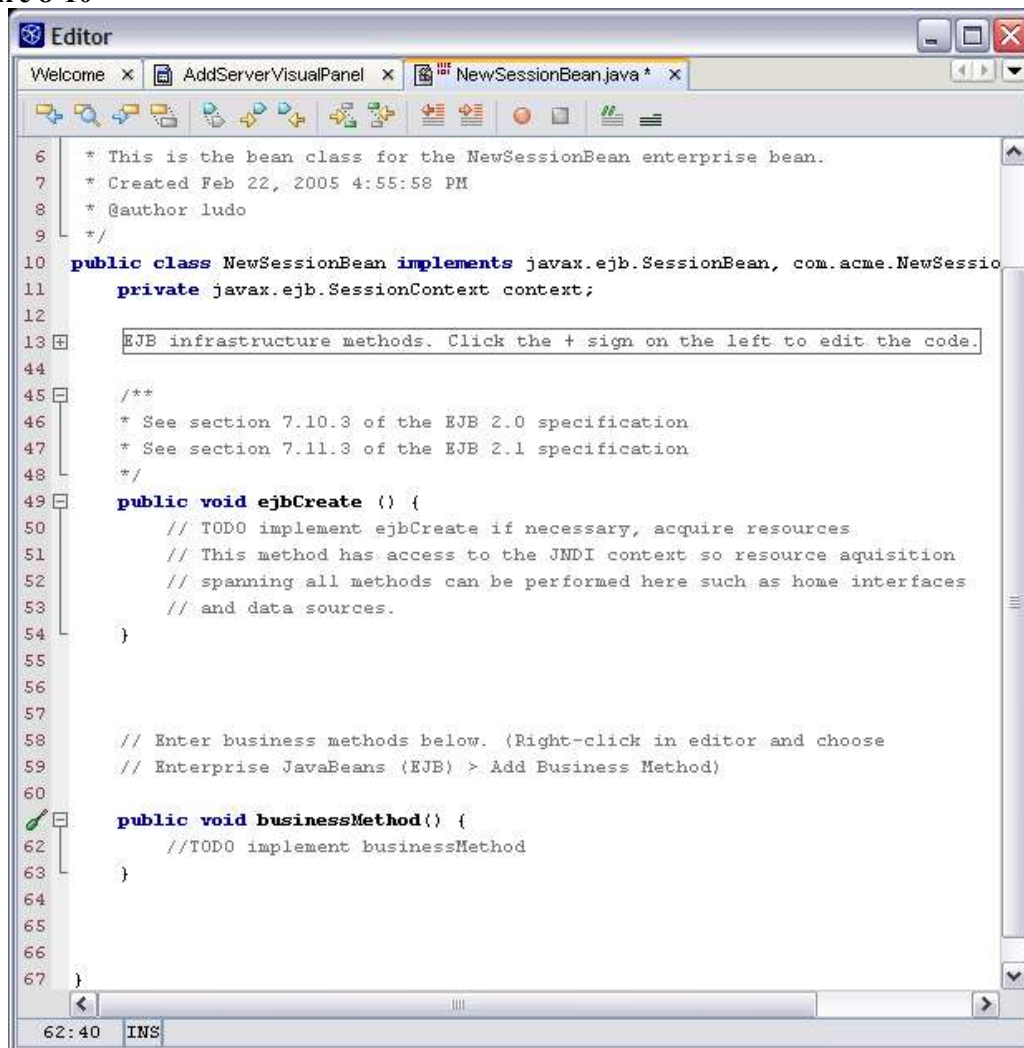 Editor
Welcome × AddServerVisualPanel × NewSessionBean.java * ×
6 * This is the bean class for the NewSessionBean enterprise bean.
7 * Created Feb 22, 2005 4:55:58 PM
8 * @author ludo
9 */
10 public class NewSessionBean implements javax.ejb.SessionBean, com.acme.NewSessio
11 private javax.ejb.SessionContext context;
12
13 EJB infrastructure methods. Click the + sign on the left to edit the code.
44
45 /**
46 * See section 7.10.3 of the EJB 2.0 specification
47 * See section 7.11.3 of the EJB 2.1 specification
48 */
49 public void ejbCreate () {
50 // TODO implement ejbCreate if necessary, acquire resources
51 // This method has access to the JNDI context so resource aquisition
52 // spanning all methods can be performed here such as home interfaces
53 // and data sources.
54 }
55
56
57
58 // Enter business methods below. (Right-click in editor and choose
59 // Enterprise JavaBeans (EJB) > Add Business Method)
60
public void businessMethod() {
62 //TODO implement businessMethod
63 }
64
65
66
67 }
62:40 INS